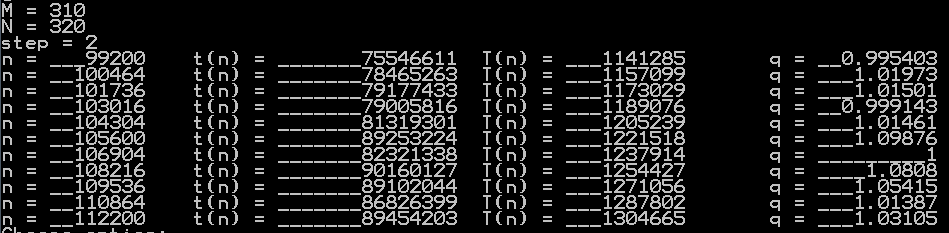 M = 310
N = 320
step = 2
n = ___99200 t(n) = _______75546611 T(n) = ___1141285 q = __0.995403
n = __100464 t(n) = _______78465263 T(n) = ___1157099 q = ___1.01973
n = __101736 t(n) = _______79177433 T(n) = ___1173029 q = ___1.01501
n = __103016 t(n) = _______79005816 T(n) = ___1189076 q = __0.999143
n = __104304 t(n) = _______81319301 T(n) = ___1205239 q = ___1.01461
n = __105600 t(n) = _______89253224 T(n) = ___1221518 q = ___1.09876
n = __106904 t(n) = _______82321338 T(n) = ___1237914 q = _________1
n = __108216 t(n) = _______90160127 T(n) = ___1254427 q = ____1.0808
n = __109536 t(n) = _______89102044 T(n) = ___1271056 q = ___1.05415
n = __110864 t(n) = _______86826399 T(n) = ___1287802 q = ___1.01387
n = __112200 t(n) = _______89454203 T(n) = ___1304665 q = ___1.03105